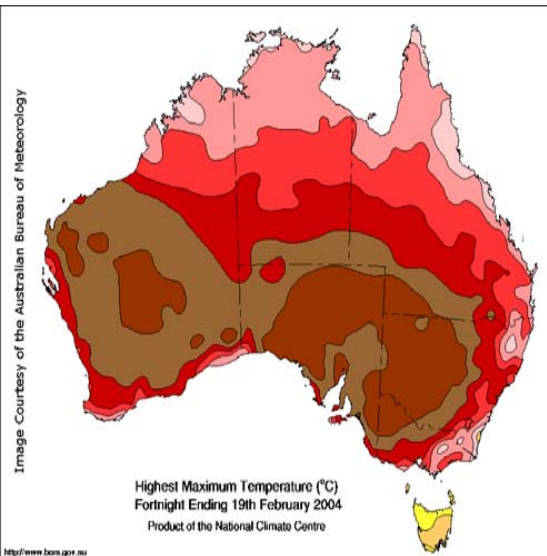 Image Courtesy of the Australian Bureau of Meteorology
Highest Maximum Temperature (°C)
Fortnight Ending 19th February 2004
Product of the National Climate Centre
http://www.bom.gov.au